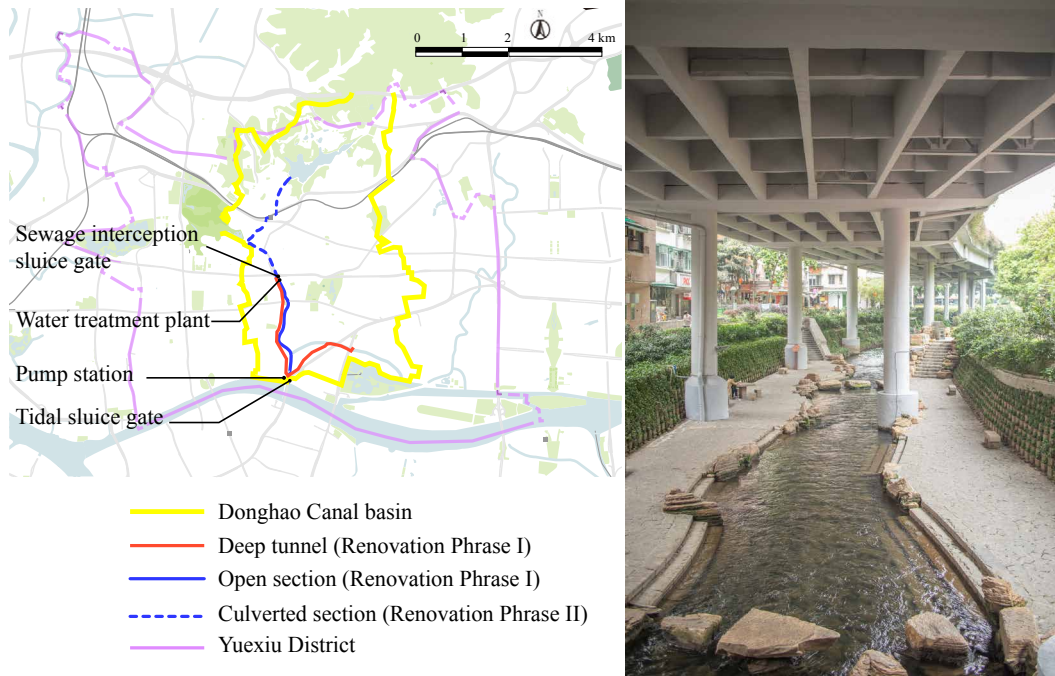 N
0 1 2 4 km
Sewage interception
sluice gate
Water treatment plant
Pump station
Tidal sluice gate
Donghao Canal basin
Deep tunnel (Renovation Phrase I)
Open section (Renovation Phrase I)
Culverted section (Renovation Phrase II)
Yuexiu District